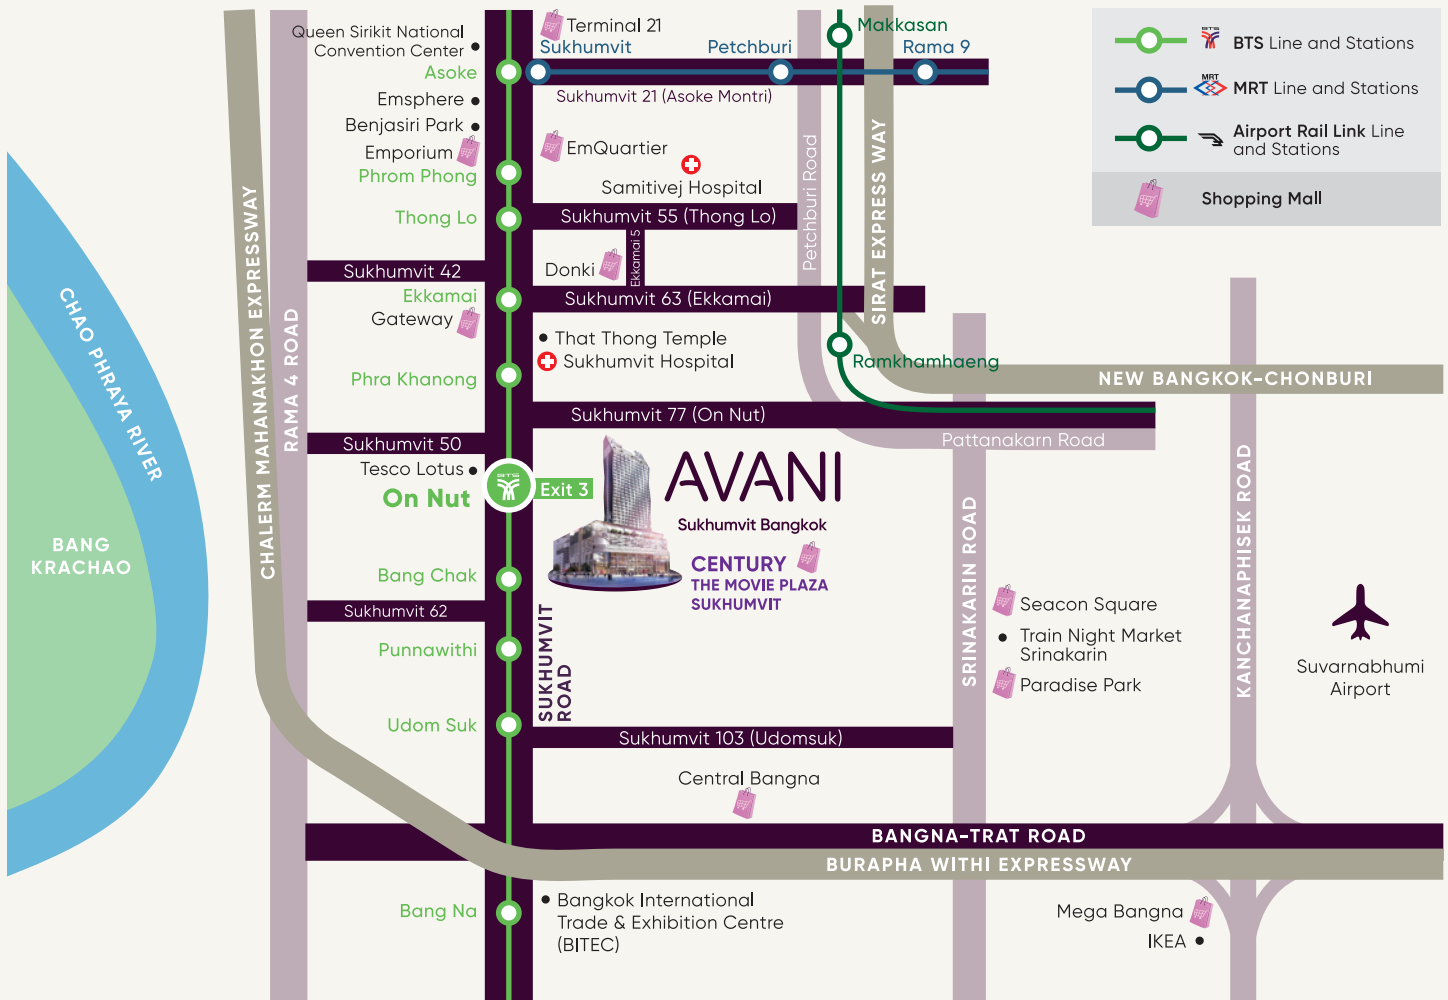 Queen Sirikit National
Convention Center
Terminal 21
Sukhumvit
Petchburi
Makkasan
Rama 9
Asoke
Sukhumvit 21 (Asoke Montri)
Emsphere
Benjasiri Park
Emporium
EmQuartier
Phrom Phong
Samitivej Hospital
Thong Lo
Sukhumvit 55 (Thong Lo)
Ekkamai 5
Donki
Sukhumvit 42
Ekkamai
Sukhumvit 63 (Ekkamai)
Gateway
That Thong Temple
Sukhumvit Hospital
Phra Khanong
Ramkhamhaeng
Petchburi Road
SIRAT EXPRESS WAY
NEW BANGKOK-CHONBURI
Sukhumvit 77 (On Nut)
Pattanakarn Road
Sukhumvit 50
Tesco Lotus
On Nut
BTS
Exit 3
AVANI
Sukhumvit Bangkok
CENTURY
THE MOVIE PLAZA
SUKHUMVIT
Bang Chak
Sukhumvit 62
Punnawithi
SUKHUMVIT
ROAD
Udom Suk
Sukhumvit 103 (Udomsuk)
Central Bangna
BANGNA-TRAT ROAD
BURAPHA WITHI EXPRESSWAY
Bang Na
Bangkok International
Trade & Exhibition Centre
(BITEC)
CHAO PHRAYA RIVER
BANG
KRACHAO
CHALERM MAHANAKHON EXPRESSWAY
RAMA 4 ROAD
SRINAKARIN ROAD
KANCHANAPHISEK ROAD
Seacon Square
Train Night Market
Srinakarin
Paradise Park
Suvarnabhumi
Airport
Mega Bangna
IKEA
BTS
BTS Line and Stations
MRT
MRT Line and Stations
Airport Rail Link Line
and Stations
Shopping Mall